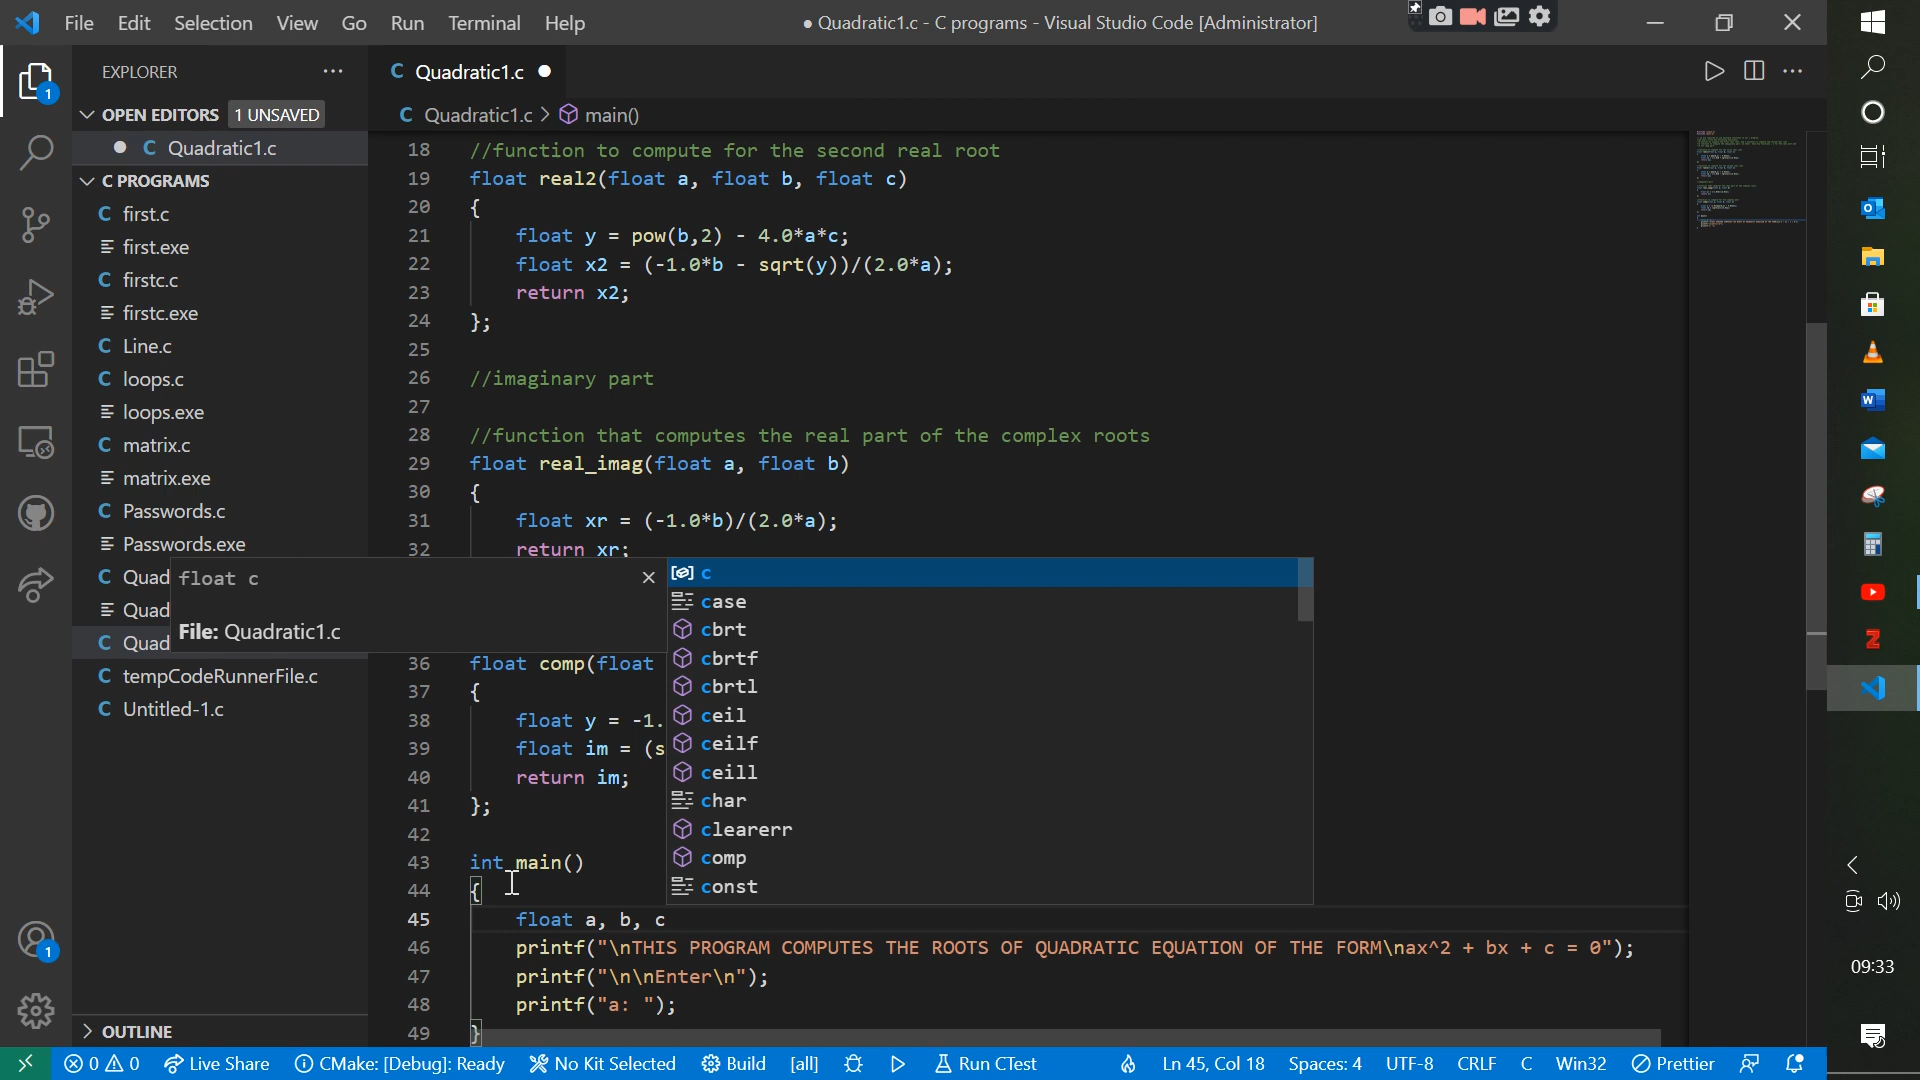 File Edit Selection View Go Run Terminal Help
● Quadratic1.c - C programs - Visual Studio Code [Administrator]
EXPLORER
OPEN EDITORS 1 UNSAVED
C Quadratic1.c
C PROGRAMS
C first.c
first.exe
C firstc.c
firstc.exe
C Line.c
C loops.c
loops.exe
C matrix.c
matrix.exe
C Passwords.c
Passwords.exe
C Quad
Quad
C Quad
C tempCodeRunnerFile.c
C Untitled-1.c
OUTLINE
C Quadratic1.c
C Quadratic1.c > main()
18 //function to compute for the second real root
19 float real2(float a, float b, float c)
20 {
21 float y = pow(b,2) - 4.0*a*c;
22 float x2 = (-1.0*b - sqrt(y))/(2.0*a);
23 return x2;
24 };
25
26 //imaginary part
27
28 //function that computes the real part of the complex roots
29 float real_imag(float a, float b)
30 {
31 float xr = (-1.0*b)/(2.0*a);
32 return xr;
float c
File: Quadratic1.c
c
case
cbrt
cbrtf
cbrtl
ceil
ceilf
ceill
char
clearerr
comp
const
36 float comp(float
37 {
38 float y = -1.
39 float im = (s
40 return im;
41 };
42
43 int main()
44 {
45 float a, b, c
46 printf("\nTHIS PROGRAM COMPUTES THE ROOTS OF QUADRATIC EQUATION OF THE FORM\nax^2 + bx + c = 0");
47 printf("\n\nEnter\n");
48 printf("a: ");
49 }
0 0 Live Share CMake: [Debug]: Ready No Kit Selected Build [all] Run CTest Ln 45, Col 18 Spaces: 4 UTF-8 CRLF C Win32 Prettier
1
1
W
Z
09:33